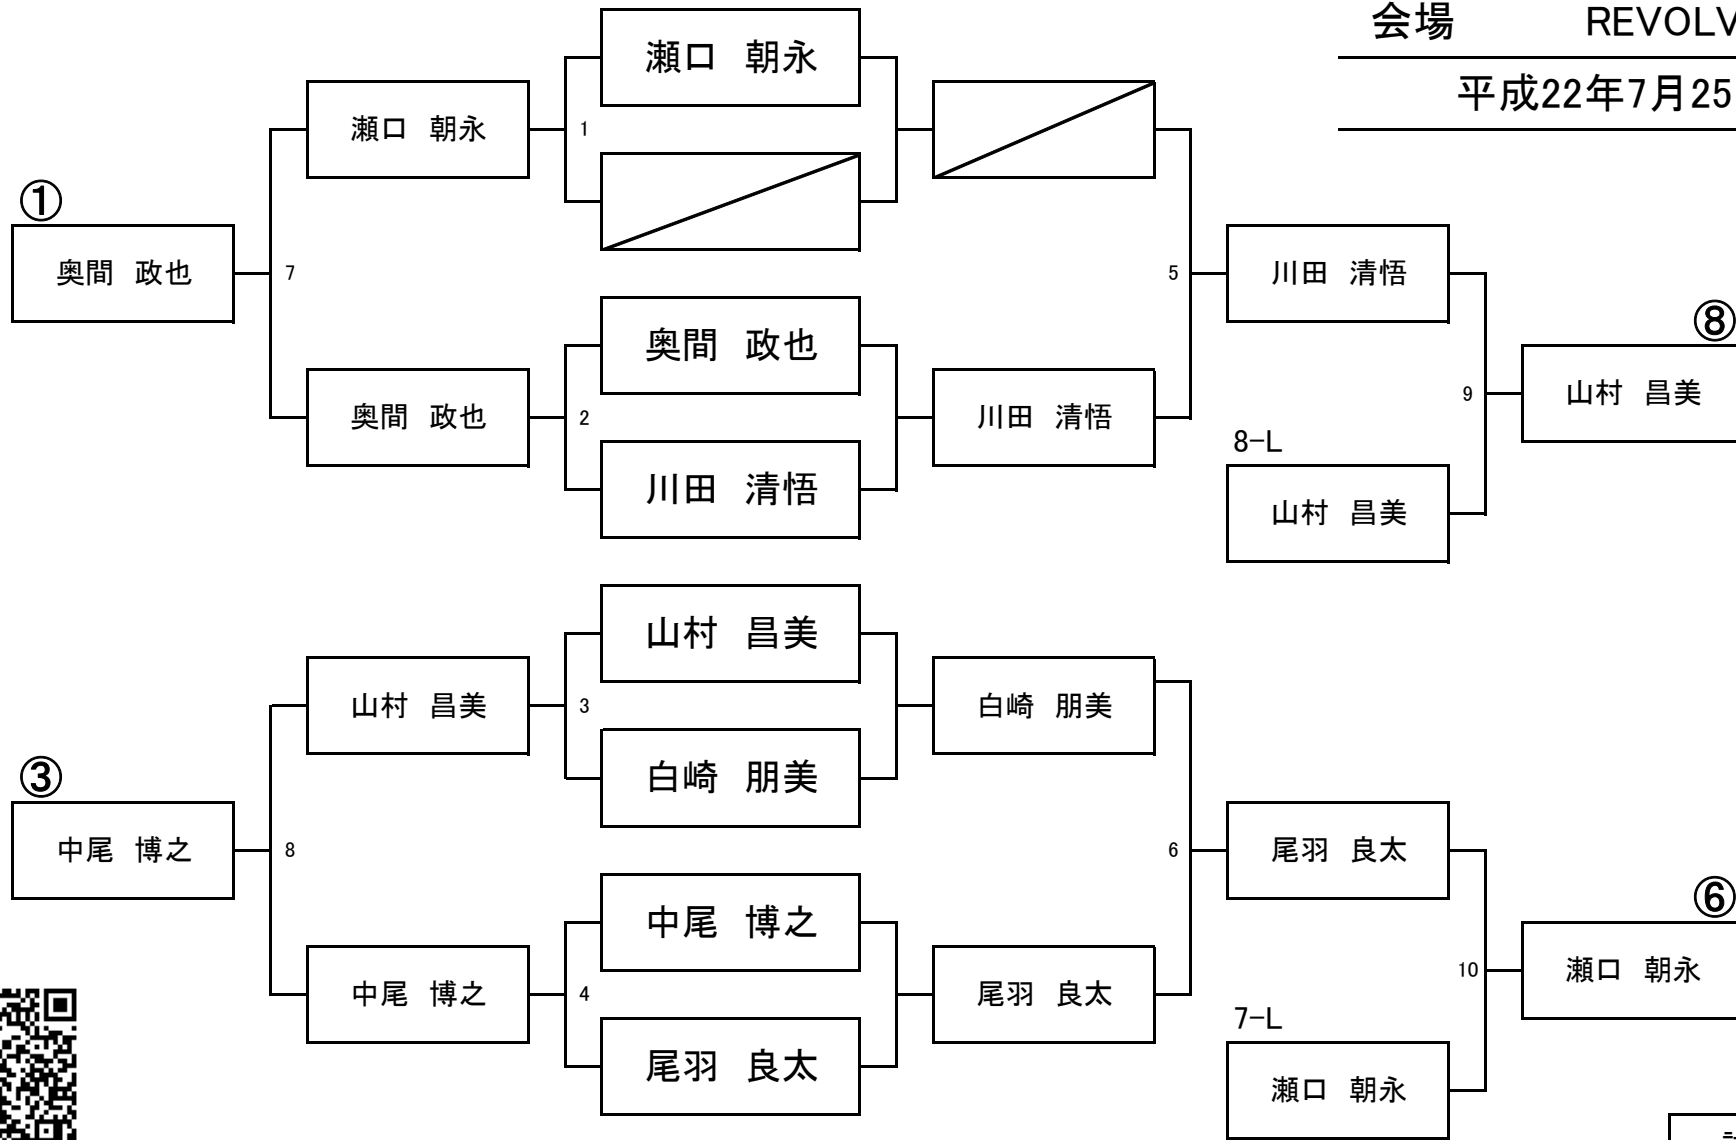 会場 REVOLV
平成22年7月25
瀬口 朝永
瀬口 朝永
1
①
奥間 政也
7
奥間 政也
奥間 政也
2
川田 清悟
川田 清悟
5
川田 清悟
⑧
山村 昌美
9
8-L
山村 昌美
山村 昌美
山村 昌美
3
白崎 朋美
白崎 朋美
③
中尾 博之
8
中尾 博之
中尾 博之
4
尾羽 良太
尾羽 良太
6
尾羽 良太
⑥
瀬口 朝永
10
7-L
瀬口 朝永